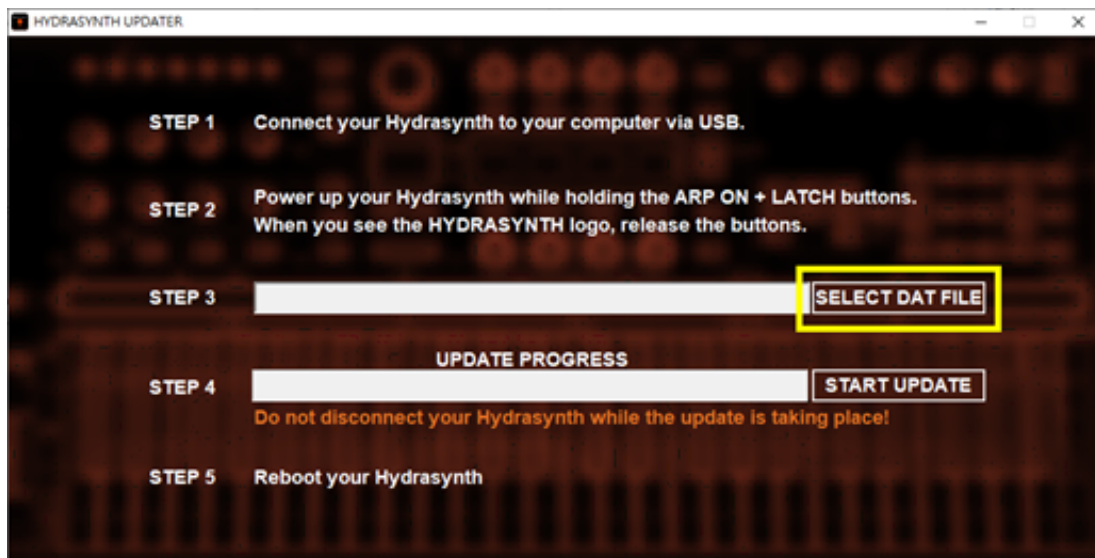 HYDRASYNTH UPDATER
STEP 1 Connect your Hydrasynth to your computer via USB.
STEP 2 Power up your Hydrasynth while holding the ARP ON + LATCH buttons.
When you see the HYDRASYNTH logo, release the buttons.
STEP 3 SELECT DAT FILE
UPDATE PROGRESS
STEP 4 START UPDATE
Do not disconnect your Hydrasynth while the update is taking place!
STEP 5 Reboot your Hydrasynth